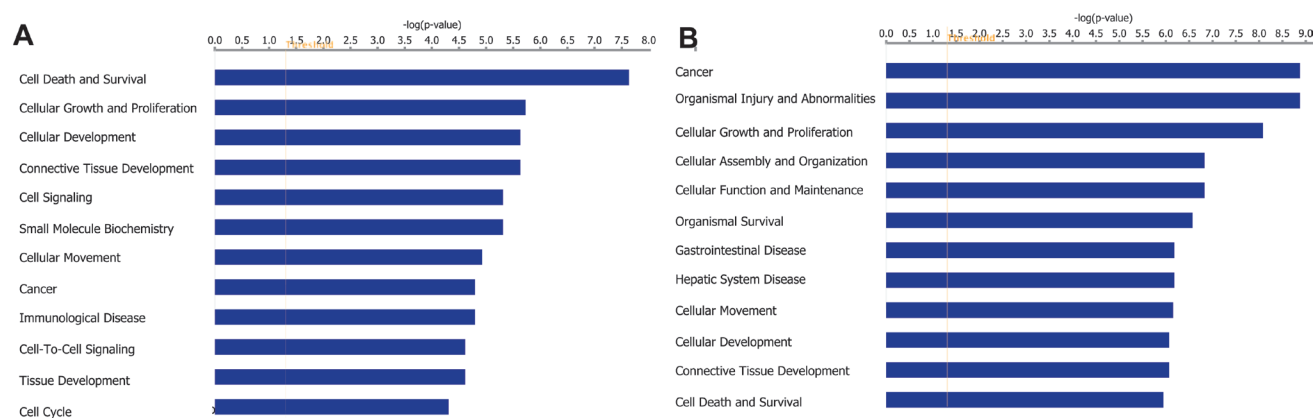 A
-log(p-value)
0.0 0.5 1.0 1.5 2.0 2.5 3.0 3.5 4.0 4.5 5.0 5.5 6.0 6.5 7.0 7.5 8.0
Threshold
Cell Death and Survival
Cellular Growth and Proliferation
Cellular Development
Connective Tissue Development
Cell Signaling
Small Molecule Biochemistry
Cellular Movement
Cancer
Immunological Disease
Cell-To-Cell Signaling
Tissue Development
Cell Cycle
B
-log(p-value)
0.0 0.5 1.0 1.5 2.0 2.5 3.0 3.5 4.0 4.5 5.0 5.5 6.0 6.5 7.0 7.5 8.0 8.5 9.0
Threshold
Cancer
Organismal Injury and Abnormalities
Cellular Growth and Proliferation
Cellular Assembly and Organization
Cellular Function and Maintenance
Organismal Survival
Gastrointestinal Disease
Hepatic System Disease
Cellular Movement
Cellular Development
Connective Tissue Development
Cell Death and Survival